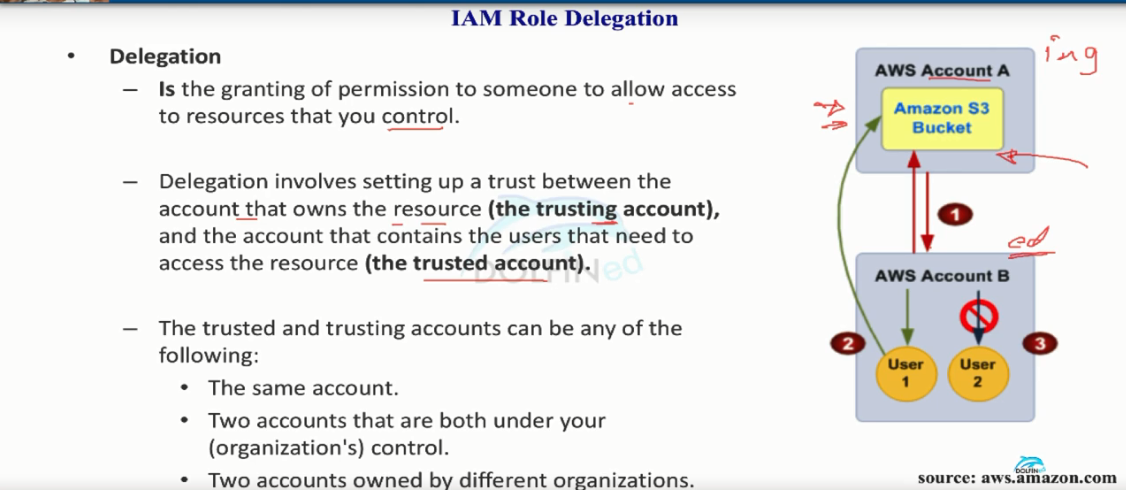 IAM Role Delegation
• Delegation
– Is the granting of permission to someone to allow access
to resources that you control.
– Delegation involves setting up a trust between the
account that owns the resource (the trusting account),
and the account that contains the users that need to
access the resource (the trusted account).
– The trusted and trusting accounts can be any of the
following:
• The same account.
• Two accounts that are both under your
(organization's) control.
• Two accounts owned by different organizations.
ing
AWS Account A
Amazon S3
Bucket
1
ed
AWS Account B
2
3
User
1
User
2
DOLFINed
DOLFIN
source: aws.amazon.com